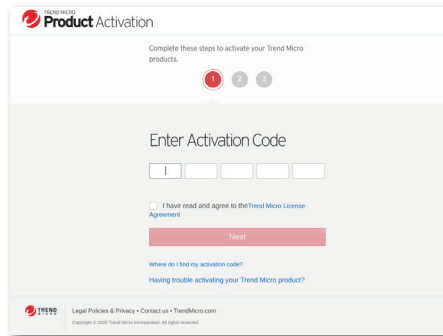 TREND MICRO
Product Activation
Complete these steps to activate your Trend Micro
products.
1 2 3
Enter Activation Code
I have read and agree to theTrend Micro License
Agreement
Next
Where do I find my activation code?
Having trouble activating your Trend Micro product?
TREND
MICRO
Legal Policies & Privacy • Contact us • TrendMicro.com
Copyright © 2020 Trend Micro Incorporated. All rights reserved.